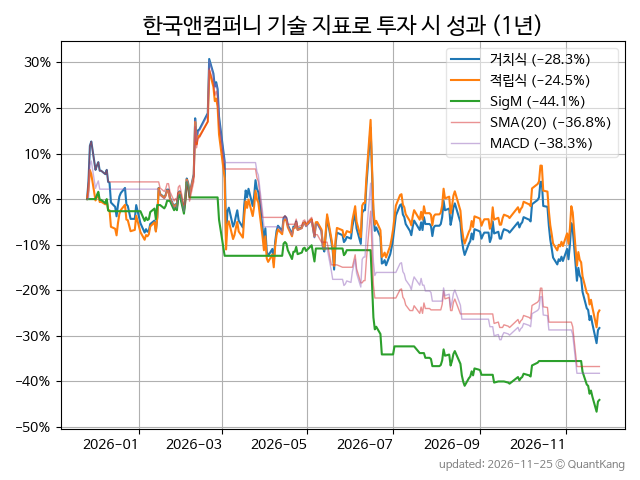 한국앤컴퍼니 기술 지표로 투자 시 성과 (1년)
거치식 (−28.3%)
적립식 (−24.5%)
SigM (−44.1%)
SMA(20) (−36.8%)
MACD (−38.3%)
30%
20%
10%
0%
−10%
−20%
−30%
−40%
−50%
2026-01 2026-03 2026-05 2026-07 2026-09 2026-11
updated: 2026-11-25 © QuantKang